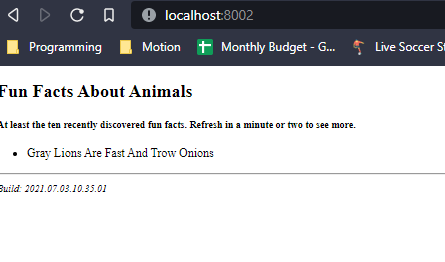 localhost:8002
Programming Motion Monthly Budget - G... Live Soccer St
Fun Facts About Animals
At least the ten recently discovered fun facts. Refresh in a minute or two to see more.
Gray Lions Are Fast And Trow Onions
Build: 2021.07.03.10.35.01